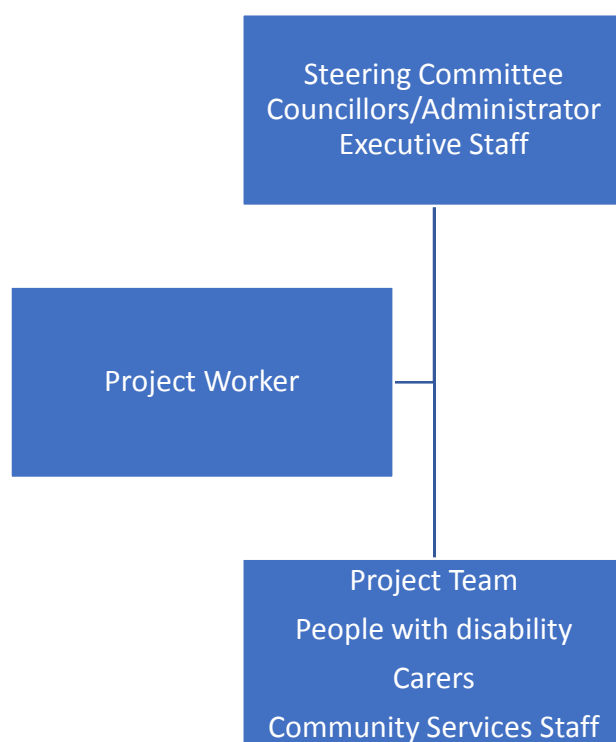 Steering Committee
Councillors/Administrator
Executive Staff
Project Worker
Project Team
People with disability
Carers
Community Services Staff